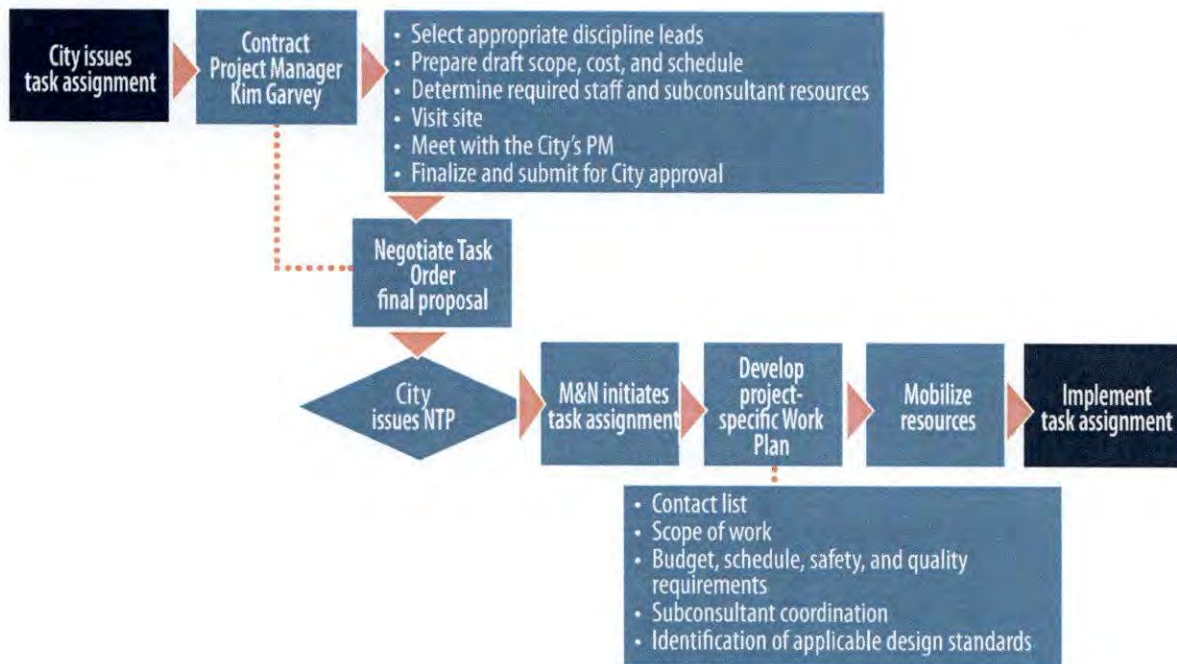 City issues
task assignment
Contract
Project Manager
Kim Garvey
• Select appropriate discipline leads
• Prepare draft scope, cost, and schedule
• Determine required staff and subconsultant resources
• Visit site
• Meet with the City's PM
• Finalize and submit for City approval
Negotiate Task
Order
final proposal
City
issues NTP
M&N initiates
task assignment
Develop
project-
specific Work
Plan
Mobilize
resources
Implement
task assignment
• Contact list
• Scope of work
• Budget, schedule, safety, and quality
requirements
• Subconsultant coordination
• Identification of applicable design standards